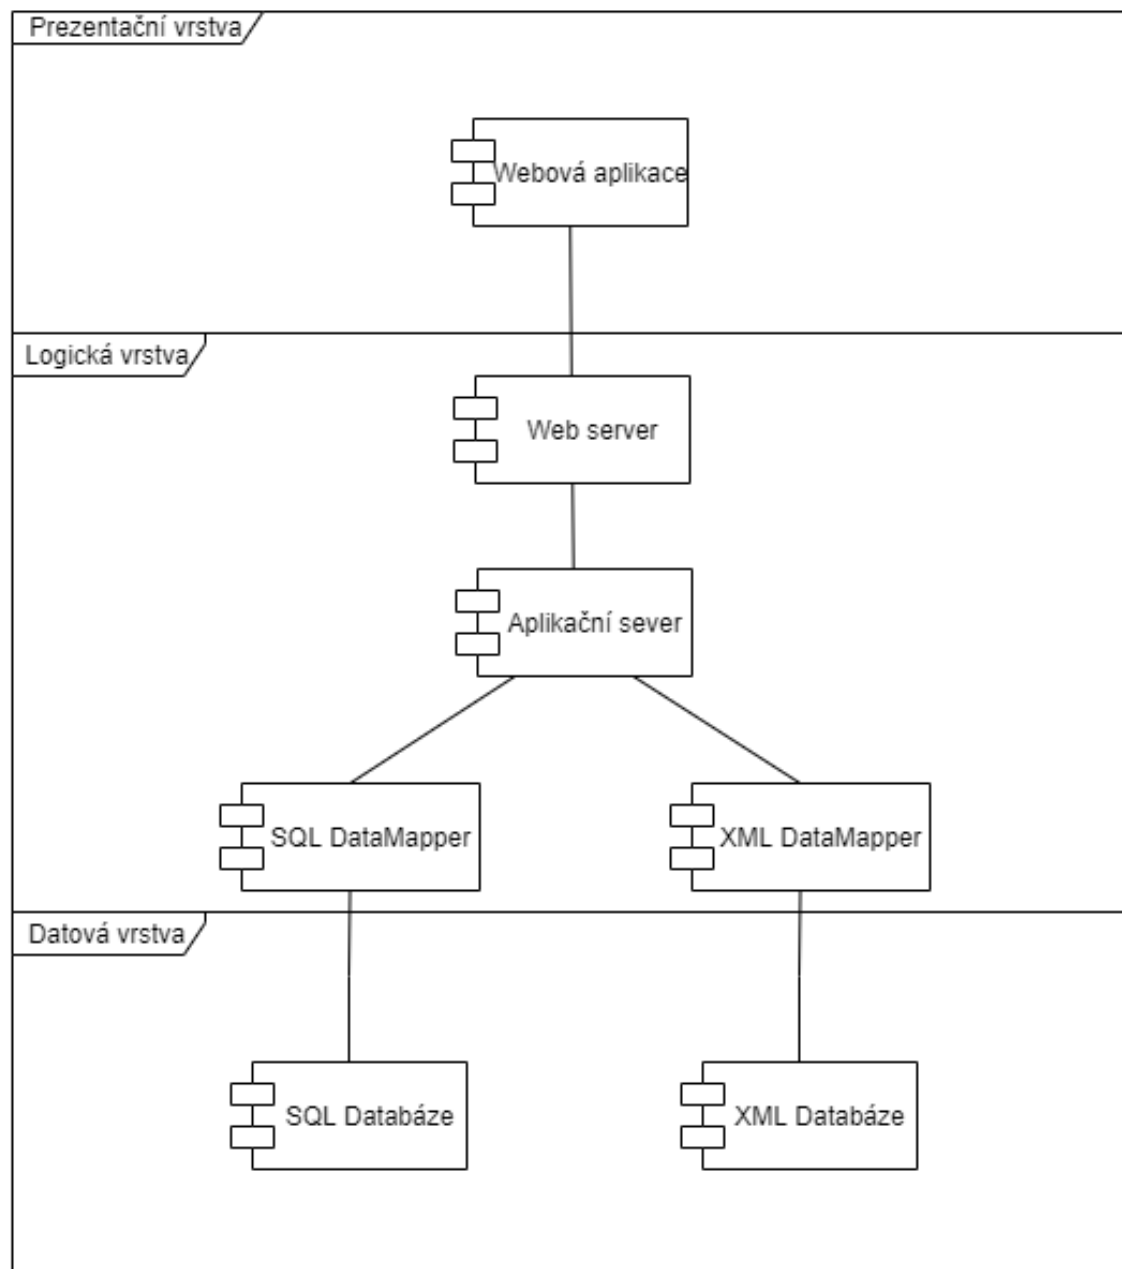 Prezentační vrstva
Webová aplikace
Logická vrstva
Web server
Aplikační sever
SQL DataMapper
XML DataMapper
Datová vrstva
SQL Databáze
XML Databáze